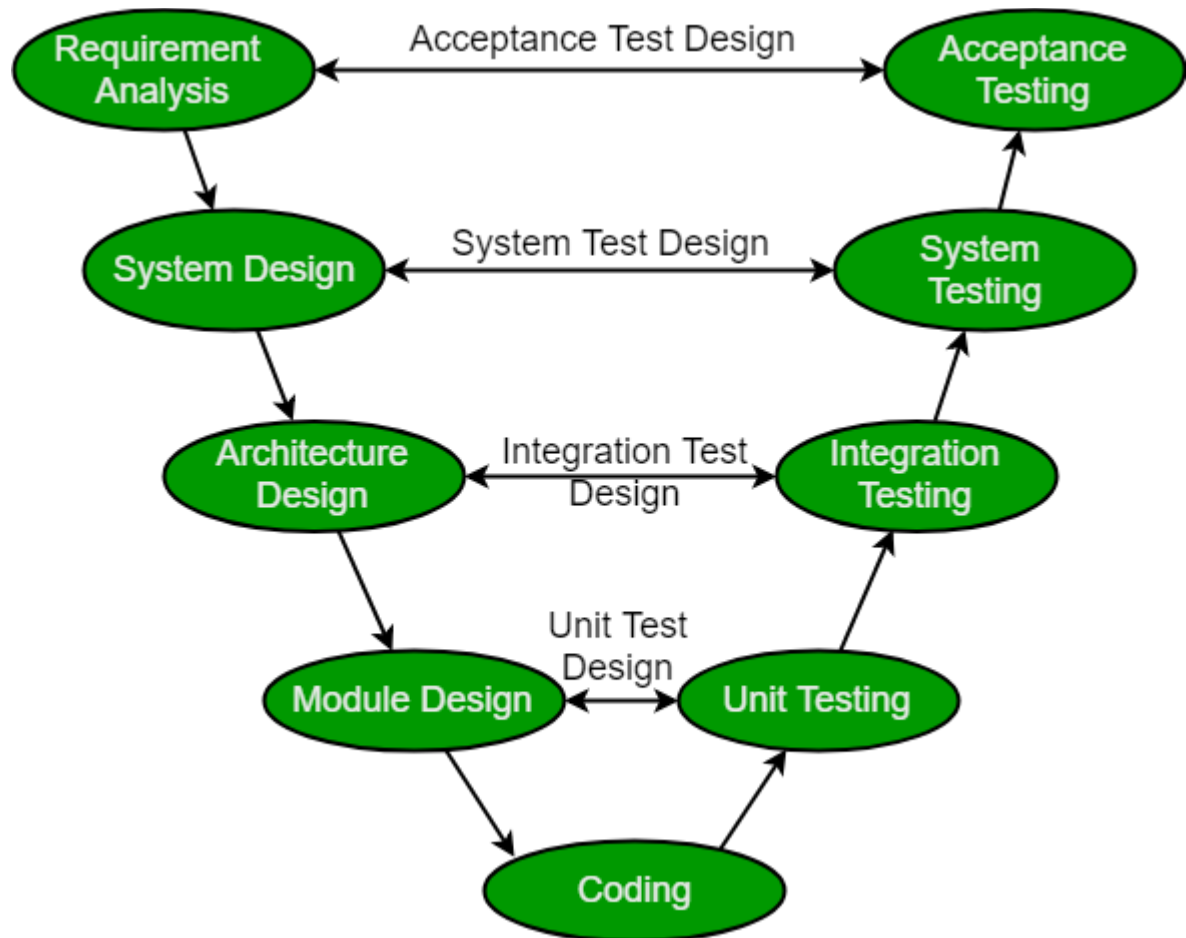 Requirement
Analysis
Acceptance Test Design
Acceptance
Testing
System Design
System Test Design
System
Testing
Architecture
Design
Integration Test
Design
Integration
Testing
Module Design
Unit Test
Design
Unit Testing
Coding